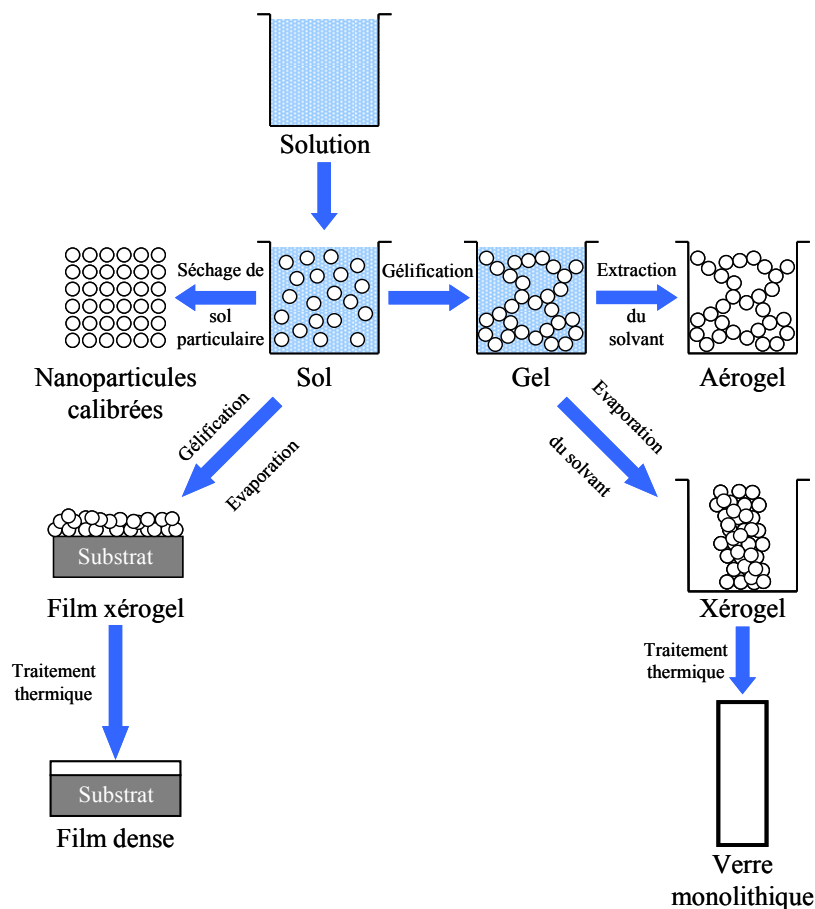 Solution
Séchage de
sol
particulaire
Gélification
Extraction
du
solvant
Nanoparticules
calibrées
Sol
Gel
Aérogel
Gélification
Evaporation
Evaporation
du solvant
Substrat
Film xérogel
Xérogel
Traitement
thermique
Traitement
thermique
Substrat
Film dense
Verre
monolithique